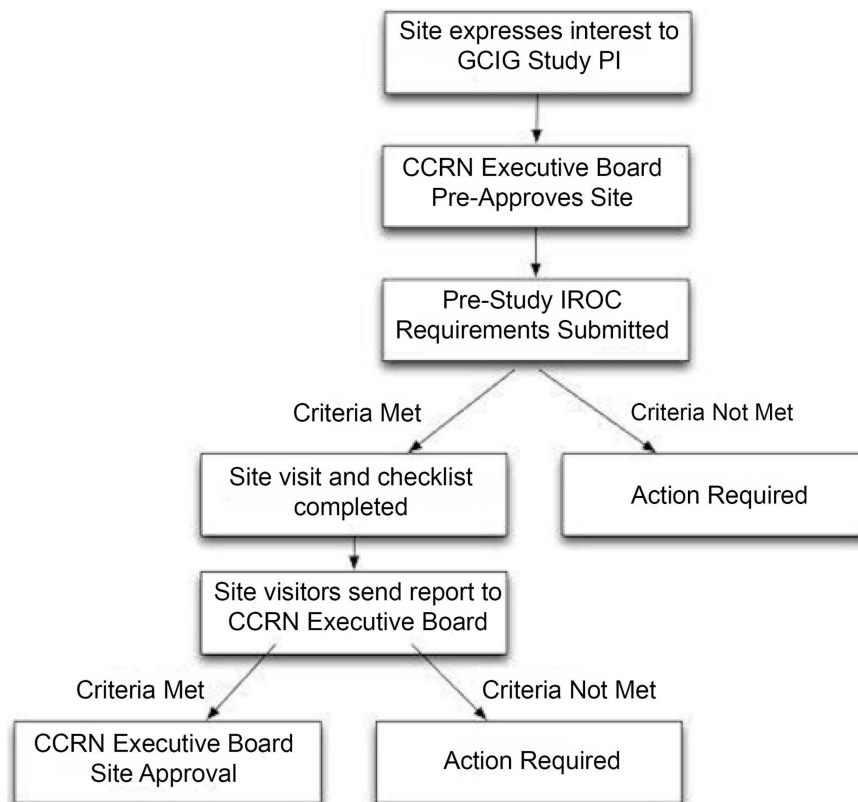 Site expresses interest to
GCIG Study PI
CCRN Executive Board
Pre-Approves Site
Pre-Study IROC
Requirements Submitted
Criteria Met
Criteria Not Met
Site visit and checklist
completed
Action Required
Site visitors send report to
CCRN Executive Board
Criteria Met
Criteria Not Met
CCRN Executive Board
Site Approval
Action Required